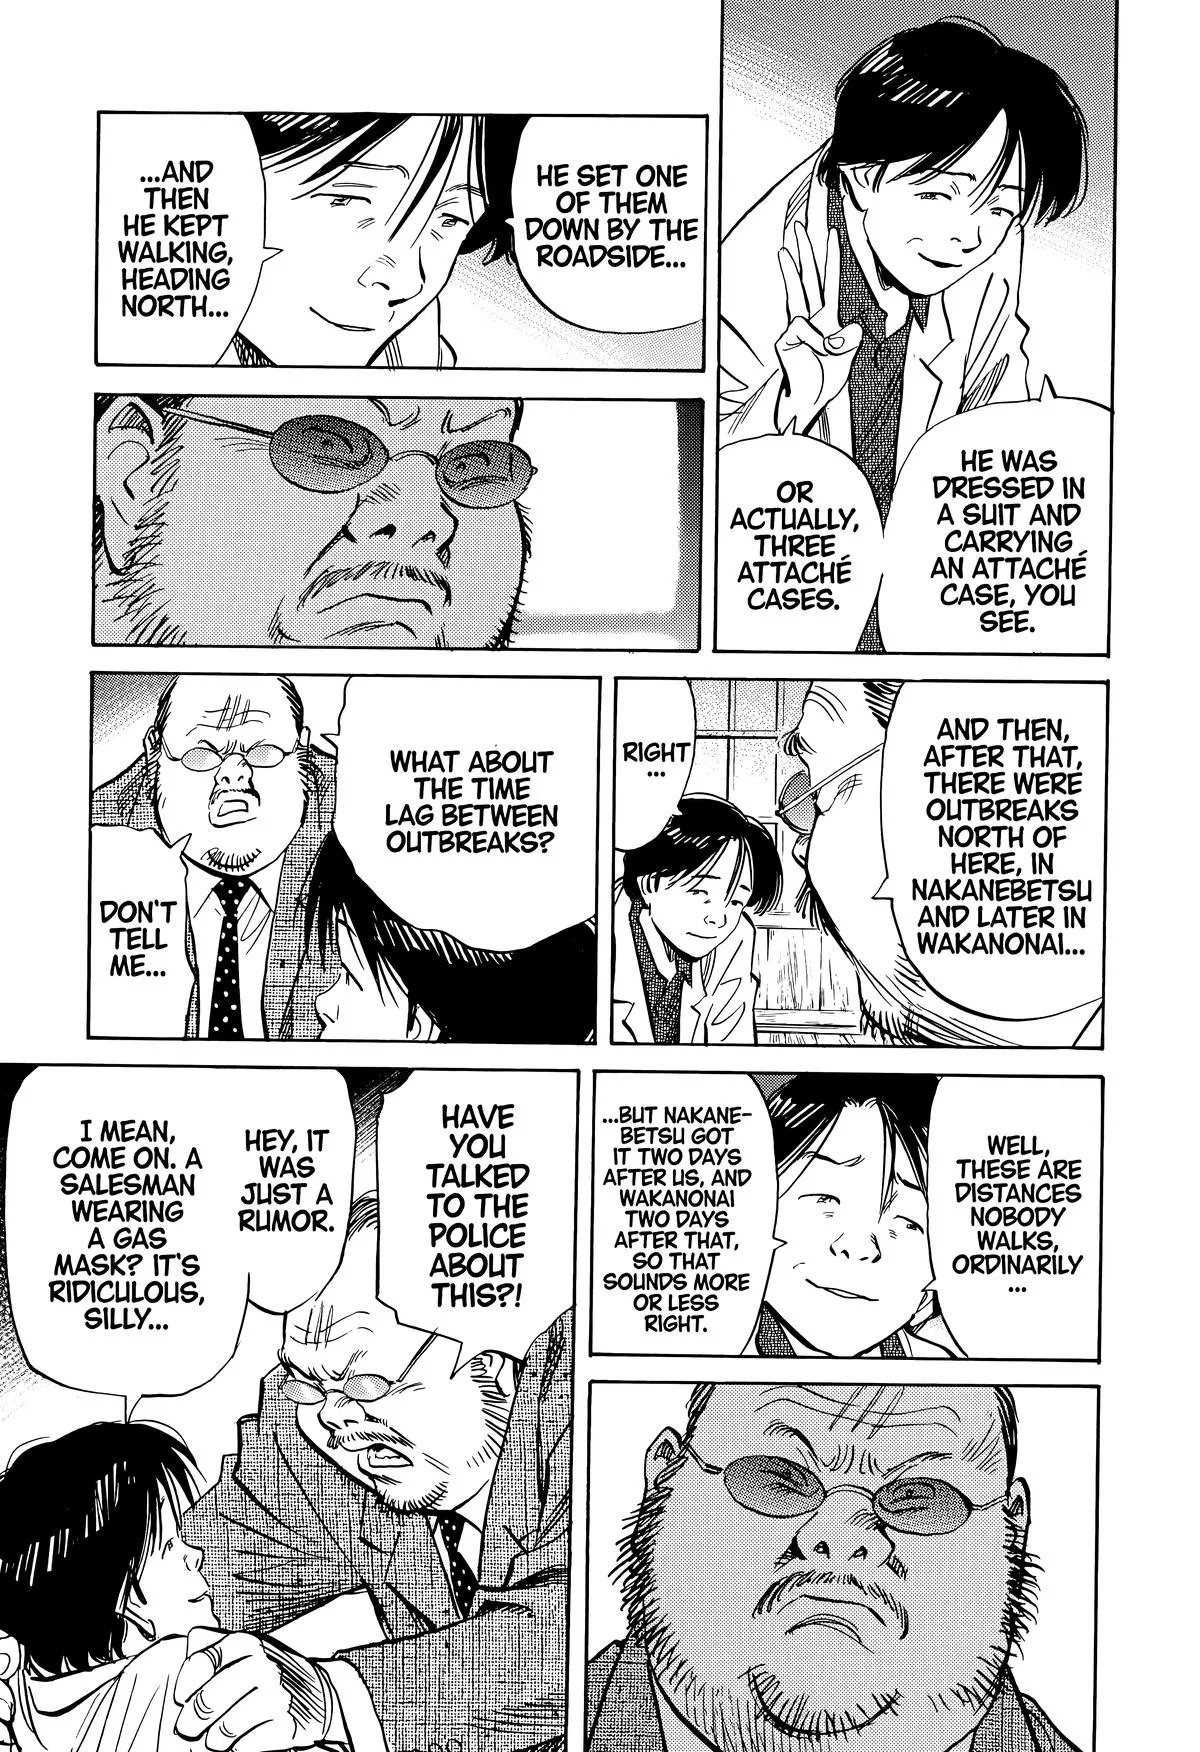 HE WAS
DRESSED IN
A SUIT AND
CARRYING
AN ATTACHÉ
CASE, YOU
SEE.
OR
ACTUALLY,
THREE
ATTACHÉ
CASES.
HE SET ONE
OF THEM
DOWN BY THE
ROADSIDE...
...AND
THEN
HE KEPT
WALKING,
HEADING
NORTH...
AND THEN,
AFTER THAT,
THERE WERE
OUTBREAKS
NORTH OF
HERE, IN
NAKANEBETSU
AND LATER IN
WAKANONAI...
RIGHT
...
WHAT ABOUT
THE TIME
LAG BETWEEN
OUTBREAKS?
DON'T
TELL
ME...
WELL,
THESE ARE
DISTANCES
NOBODY
WALKS,
ORDINARILY
...
...BUT NAKANE-
BETSU GOT
IT TWO DAYS
AFTER US, AND
WAKANONAI
TWO DAYS
AFTER THAT,
SO THAT
SOUNDS MORE
OR LESS
RIGHT.
HAVE
YOU
TALKED
TO THE
POLICE
ABOUT
THIS?!
HEY, IT
WAS
JUST A
RUMOR.
I MEAN,
COME ON. A
SALESMAN
WEARING
A GAS
MASK? IT'S
RIDICULOUS,
SILLY...